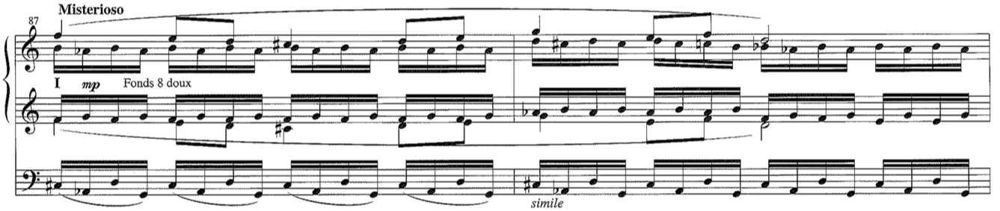 Misterioso
87
I mp Fonds 8 doux
simile